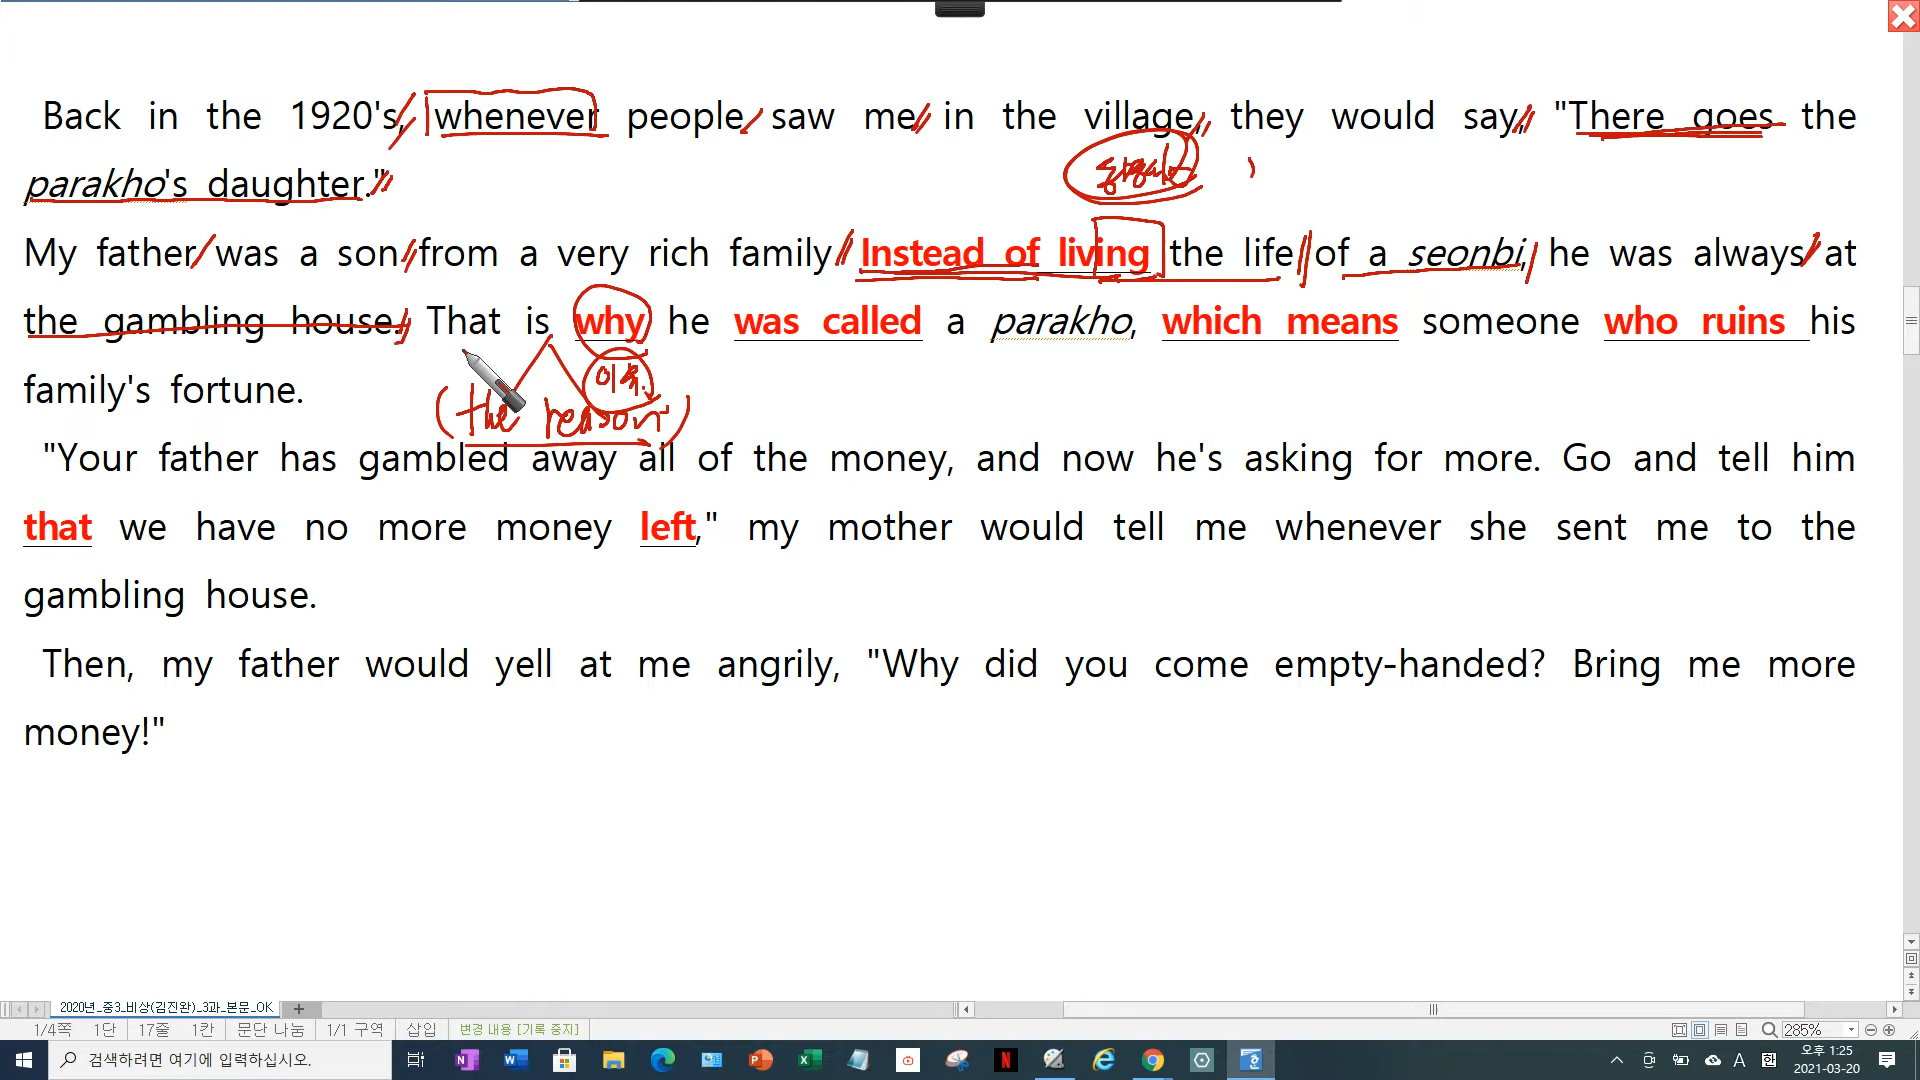 Back in the 1920's, whenever people saw me in the village, they would say, "There goes the
parakho's daughter."
동격
My father was a son from a very rich family. Instead of living the life of a seonbi, he was always at
the gambling house. That is why he was called a parakho, which means someone who ruins his
이유
family's fortune.
(the reason)
"Your father has gambled away all of the money, and now he's asking for more. Go and tell him
that we have no more money left," my mother would tell me whenever she sent me to the
gambling house.
Then, my father would yell at me angrily, "Why did you come empty-handed? Bring me more
money!"
2020년_중3_비상(김진완)_3과_본문_OK
1/4쪽 1단 17줄 1칸 문단 나눔 1/1 구역 삽입 변경 내용 [기록 중지] 285%
검색하려면 여기에 입력하십시오. A 한 오후 1:25
2021-03-20